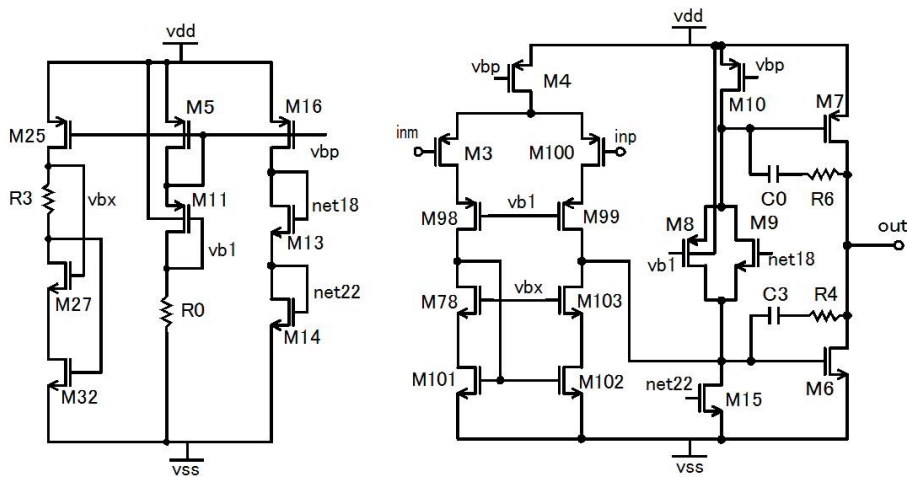 vdd
vdd
vbp
M4
vbp
M5
M16
M10
M7
M25
inm
inp
M3
M100
vbp
R3
vbx
M11
net18
C0
R6
M98
vb1
M99
M8
M9
out
M13
vb1
vb1
net18
M27
R0
net22
M78
vbx
M103
C3
R4
M14
M32
M101
M102
net22
M15
M6
vss
vss